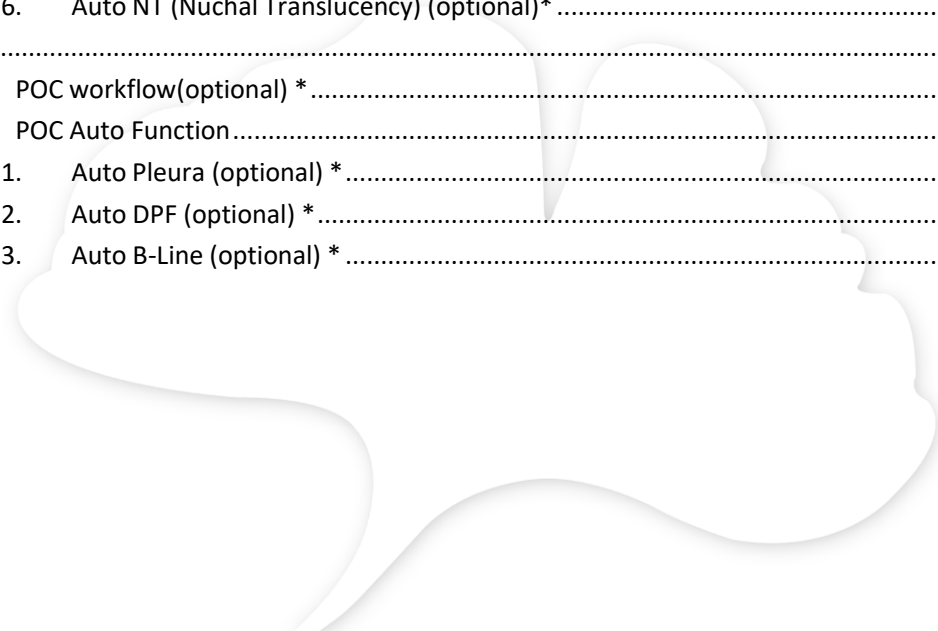 6. Auto NT (Nuchal Translucency) (optional)* ........................................................
........................................................................................................................
POC workflow(optional) * ........................................................................................
POC Auto Function....................................................................................................
1. Auto Pleura (optional) * ....................................................................................
2. Auto DPF (optional) * ........................................................................................
3. Auto B-Line (optional) * ....................................................................................